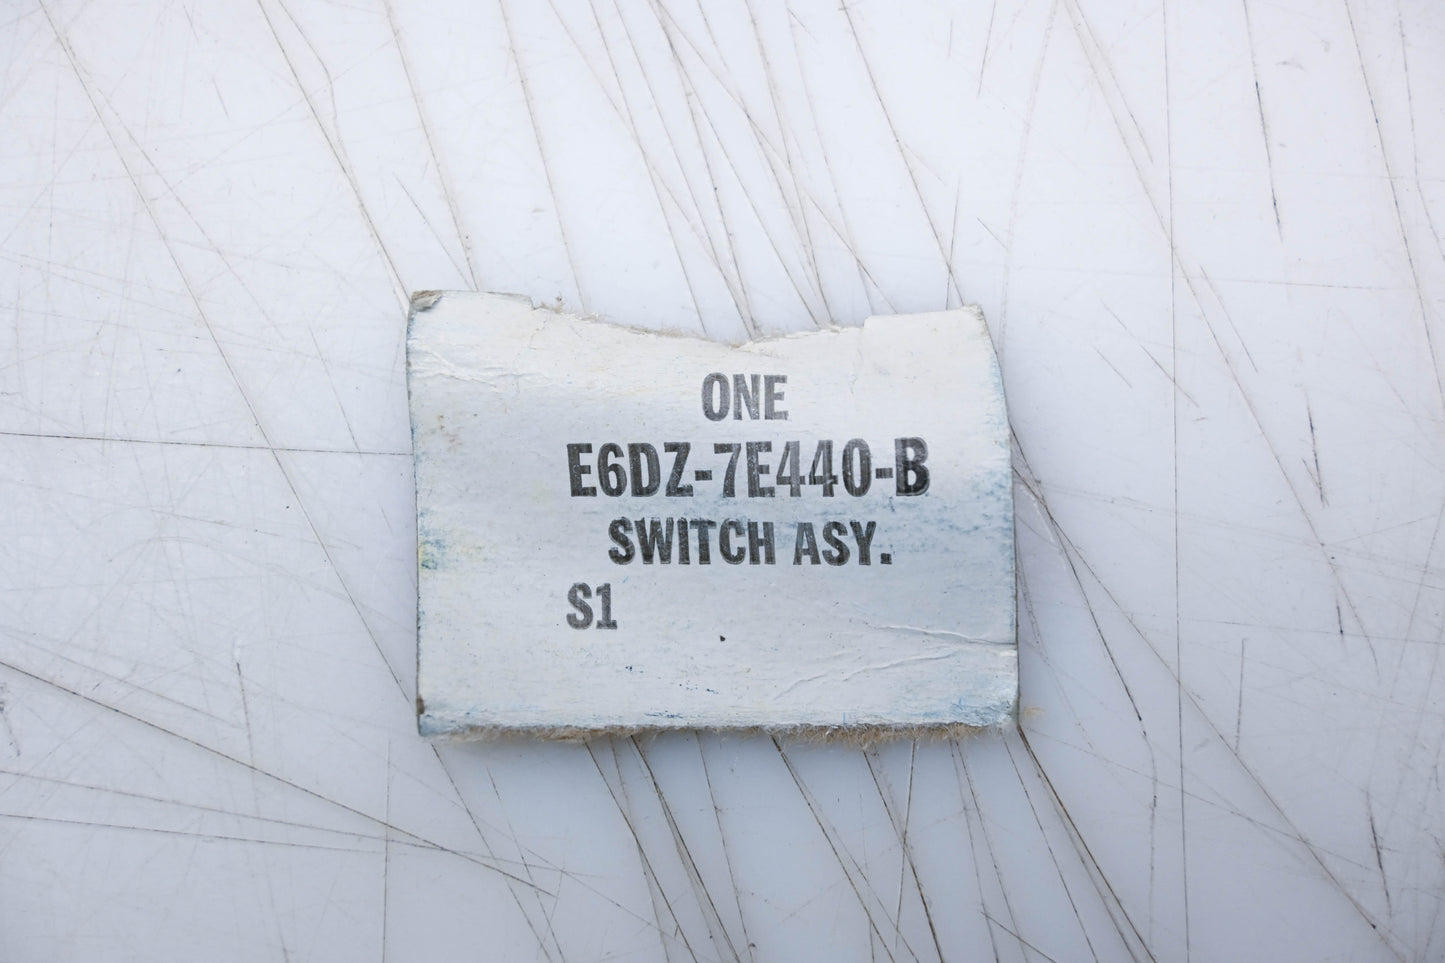 ONE
E6DZ-7E440-B
SWITCH ASY.
S1